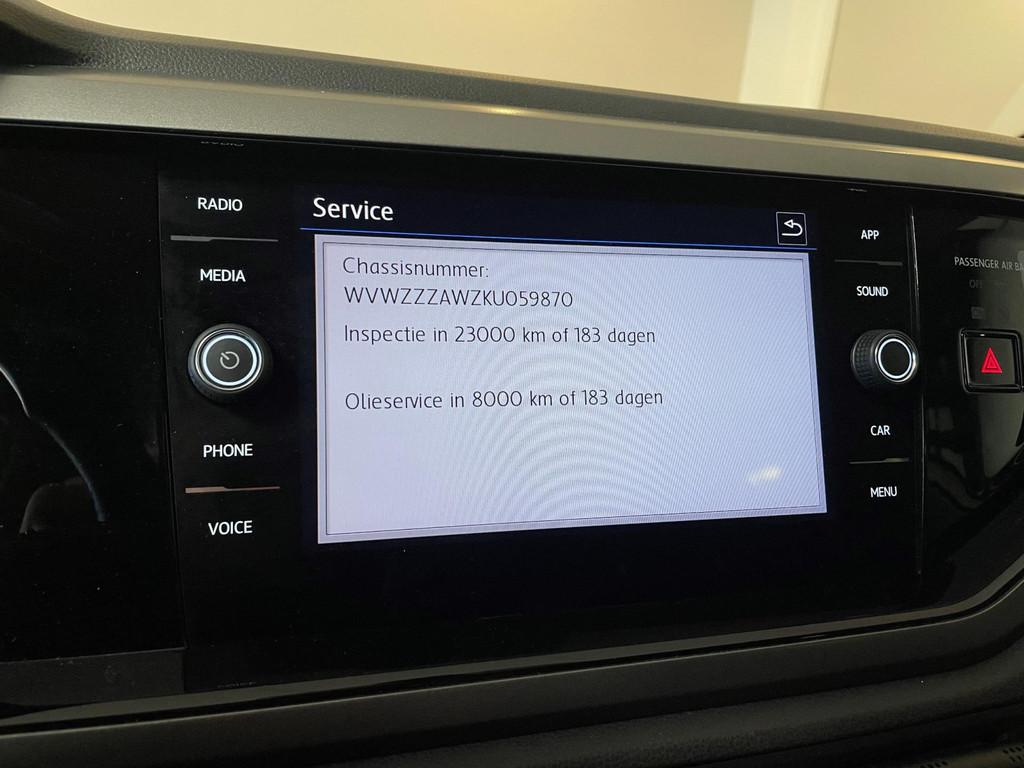 RADIO
MEDIA
PHONE
VOICE
Service
Chassisnummer:
WVWZZZAWZKU059870
Inspectie in 23000 km of 183 dagen
Olieservice in 8000 km of 183 dagen
APP
SOUND
CAR
MENU
PASSENGER AIR
OFF